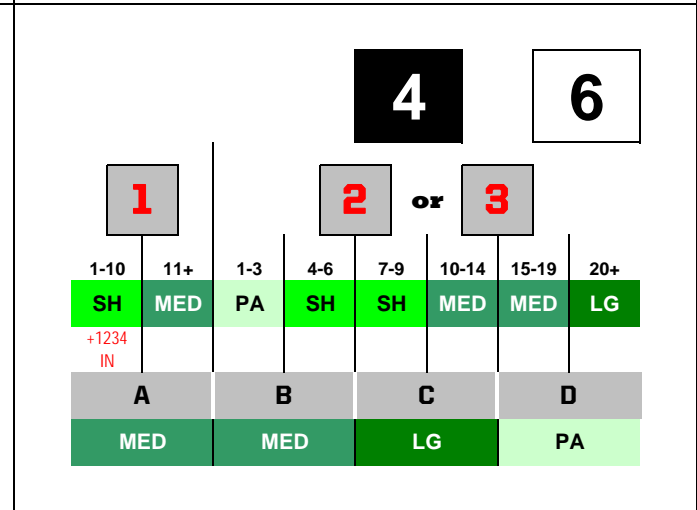 4 6
1 2 or 3
1-10 11+ 1-3 4-6 7-9 10-14 15-19 20+
SH MED PA SH SH MED MED LG
+1234
IN
A B C D
MED MED LG PA